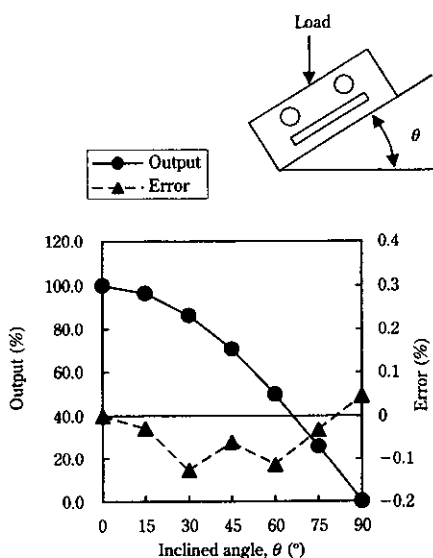 Load
θ
Output
Error
120.0
100.0
80.0
60.0
40.0
20.0
0.0
Output (%)
0.4
0.3
0.2
0.1
0
−0.1
−0.2
Error (%)
0 15 30 45 60 75 90
Inclined angle, θ (°)